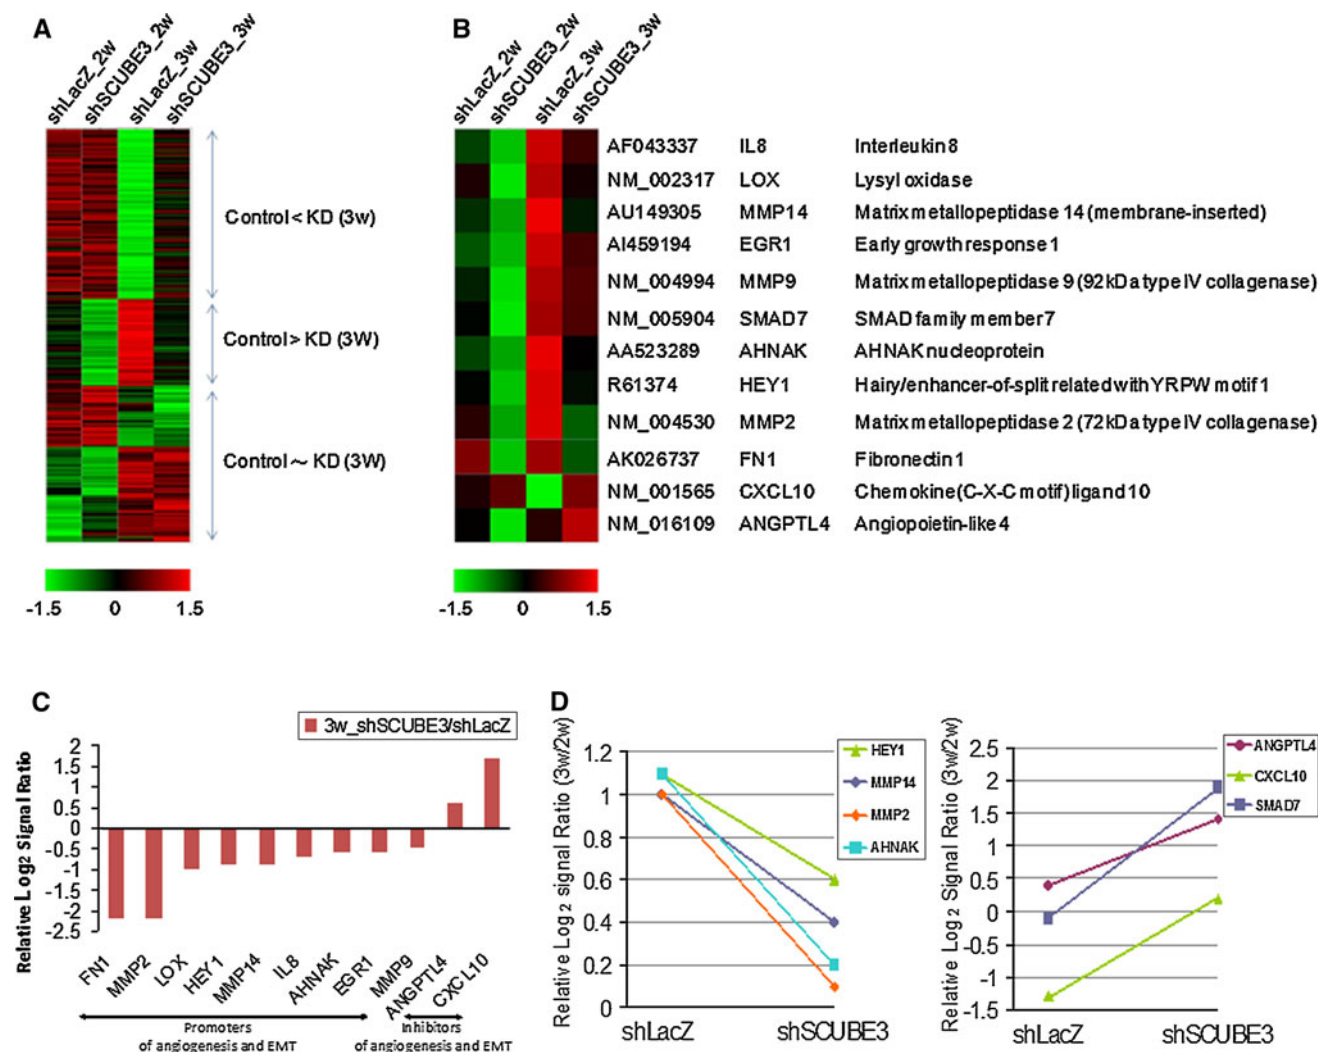 A
shLacZ_2w
shSCUBE3_2w
shLacZ_3w
shSCUBE3_3w
Control < KD (3w)
Control > KD (3W)
Control ~ KD (3W)
-1.5 0 1.5
B
shLacZ_2w
shSCUBE3_2w
shLacZ_3w
shSCUBE3_3w
AF043337 IL8 Interleukin 8
NM_002317 LOX Lysyl oxidase
AU149305 MMP14 Matrix metallopeptidase 14 (membrane-inserted)
AI459194 EGR1 Early growth response 1
NM_004994 MMP9 Matrix metallopeptidase 9 (92kDa type IV collagenase)
NM_005904 SMAD7 SMAD family member 7
AA523289 AHNAK AHNAK nucleoprotein
R61374 HEY1 Hairy/enhancer-of-split related with YRPW motif 1
NM_004530 MMP2 Matrix metallopeptidase 2 (72kDa type IV collagenase)
AK026737 FN1 Fibronectin 1
NM_001565 CXCL10 Chemokine (C-X-C motif) ligand 10
NM_016109 ANGPTL4 Angiopoietin-like 4
-1.5 0 1.5
C
3w_shSCUBE3/shLacZ
Relative Log2 Signal Ratio
2
1.5
1
0.5
0
-0.5
-1
-1.5
-2
-2.5
FN1
MMP2
LOX
HEY1
MMP14
IL8
AHNAK
EGR1
MMP9
ANGPTL4
CXCL10
Promoters
of angiogenesis and EMT
Inhibitors
of angiogenesis and EMT
D
Relative Log2 signal Ratio (3w/2w)
1.2
1
0.8
0.6
0.4
0.2
0
shLacZ shSCUBE3
HEY1
MMP14
MMP2
AHNAK
Relative Log2 Signal Ratio (3w/2w)
2.5
2
1.5
1
0.5
0
-0.5
-1
-1.5
shLacZ shSCUBE3
ANGPTL4
CXCL10
SMAD7